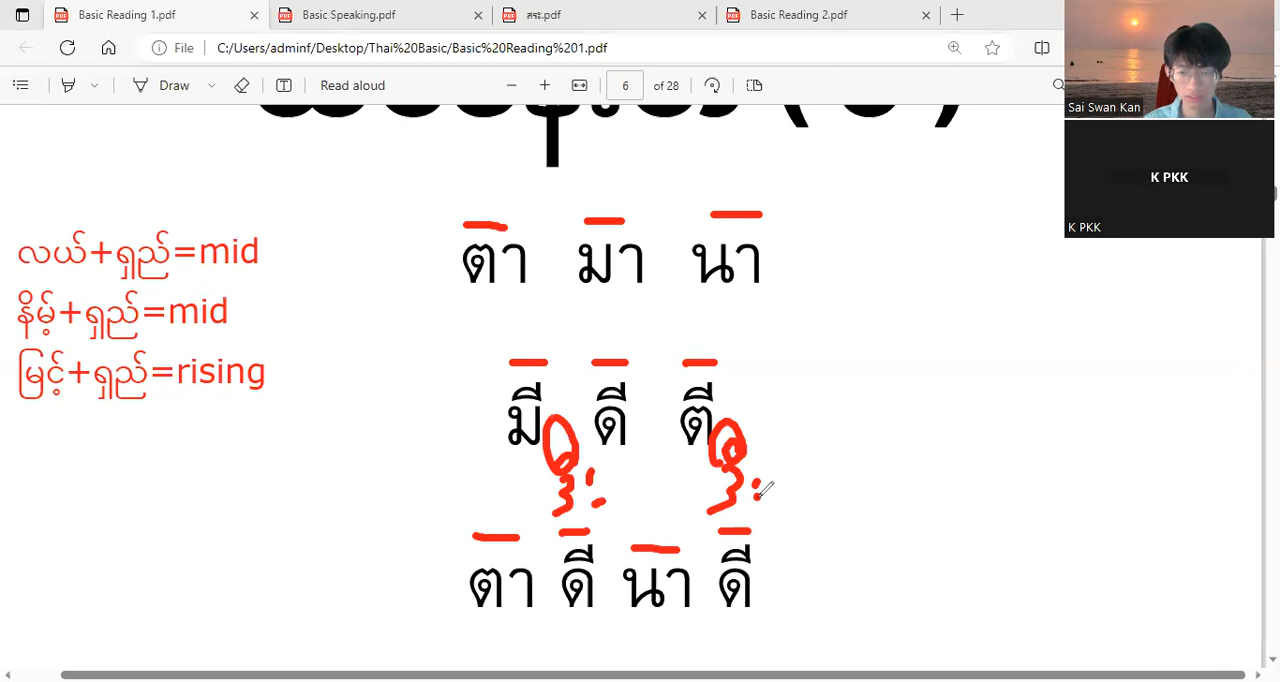 Basic Reading 1.pdf
Basic Speaking.pdf
สระ.pdf
Basic Reading 2.pdf
File
C:/Users/adminf/Desktop/Thai%20Basic/Basic%20Reading%201.pdf
Draw
Read aloud
6 of 28
Sai Swan Kan
K PKK
K PKK
လယ်+ရှည်=mid
နိမ့်+ရှည်=mid
မြင့်+ရှည်=rising
ตา มา นา
มี ดี ตี
ตา ดี นา ดี